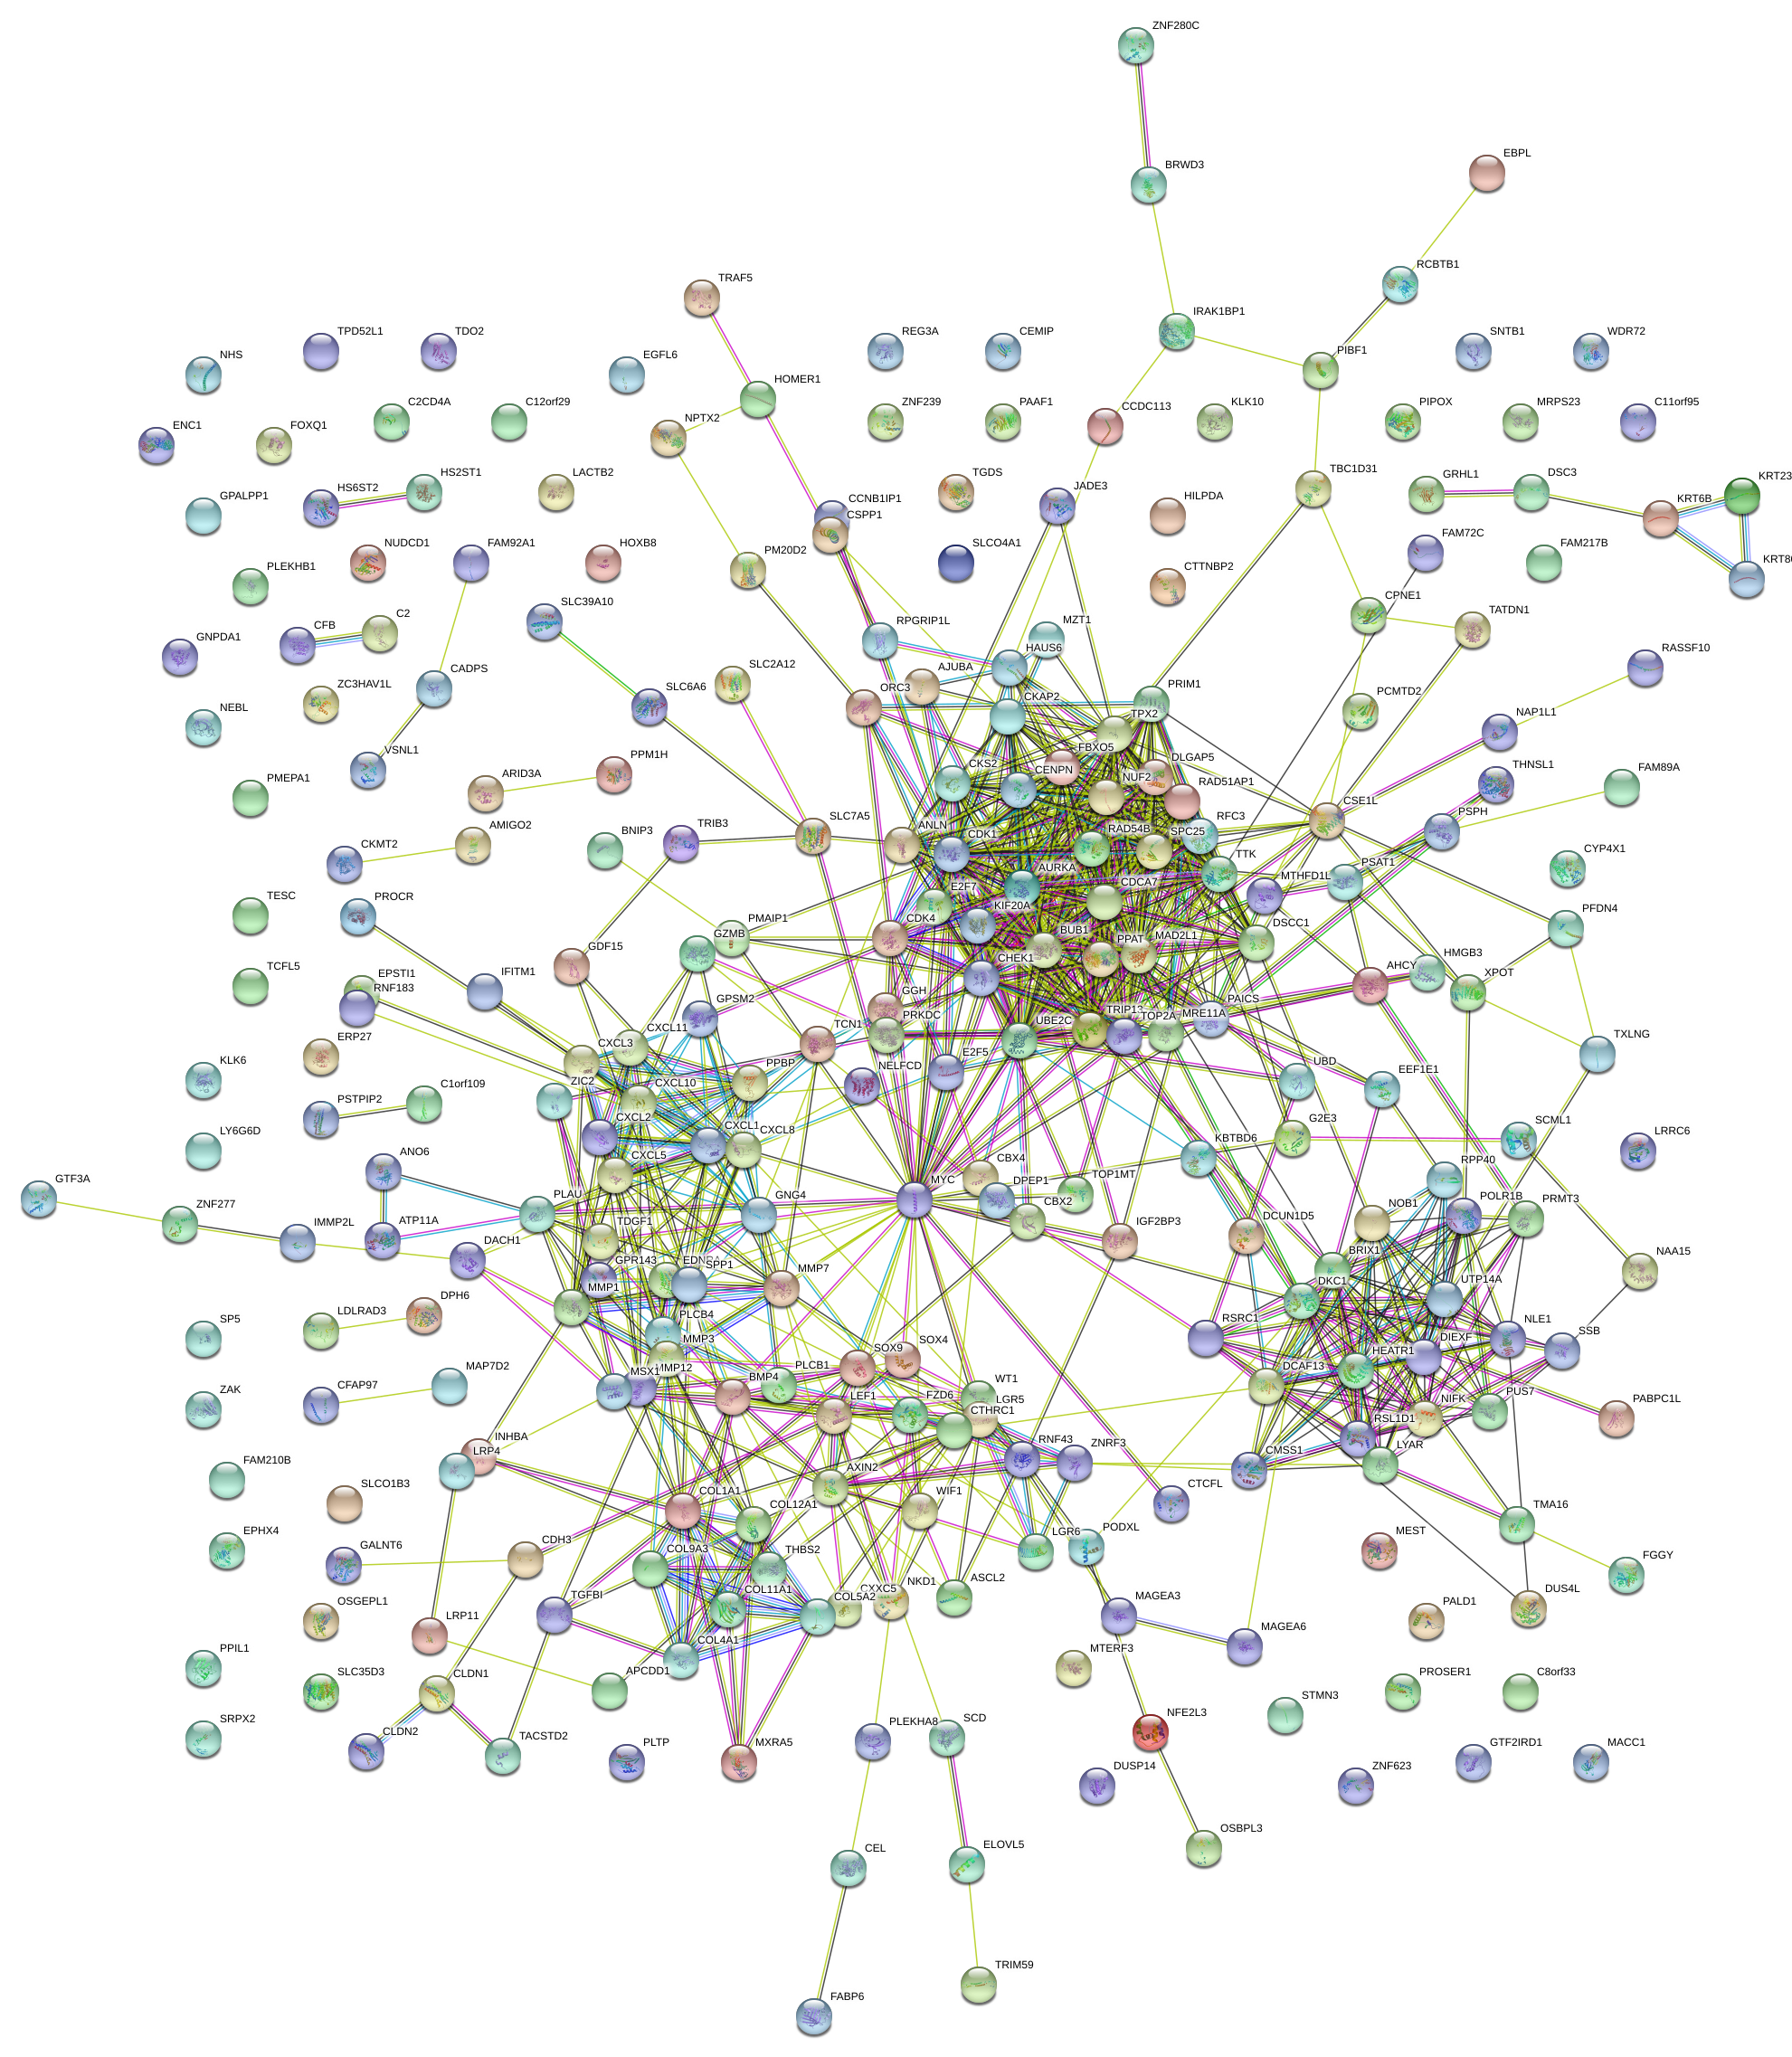 ZNF280C
BRWD3
EBPL
RCBTB1
TRAF5
IRAK1BP1
TPD52L1
TDO2
REG3A
CEMIP
SNTB1
WDR72
NHS
EGFL6
PIBF1
HOMER1
C2CD4A
C12orf29
ZNF239
PAAF1
CCDC113
KLK10
PIPOX
MRPS23
C11orf95
ENC1
FOXQ1
NPTX2
HS2ST1
LACTB2
TGDS
TBC1D31
GRHL1
DSC3
KRT23
HS6ST2
GPALPP1
CCNB1IP1
CSPP1
JADE3
HILPDA
KRT6B
NUDCD1
FAM92A1
HOXB8
PM20D2
SLCO4A1
FAM72C
FAM217B
KRT80
PLEKHB1
CTTNBP2
C2
CFB
SLC39A10
RPGRIP1L
MZT1
CPNE1
TATDN1
GNPDA1
HAUS6
RASSF10
CADPS
SLC2A12
AJUBA
ZC3HAV1L
SLC6A6
ORC3
CKAP2
PRIM1
PCMTD2
NEBL
TPX2
NAP1L1
VSNL1
FBXO5
PPM1H
CKS2
CENPN
DLGAP5
THNSL1
FAM89A
PMEPA1
ARID3A
NUF2
RAD51AP1
CSE1L
AMIGO2
BNIP3
TRIB3
SLC7A5
ANLN
CDK1
RAD54B
SPC25
RFC3
PSPH
CKMT2
AURKA
TTK
MTHFD1L
PSAT1
CYP4X1
TESC
PROCR
E2F7
CDCA7
KIF20A
PFDN4
GZMB
PMAIP1
CDK4
BUB1
PPAT
MAD2L1
DSCC1
HMGB3
TCFL5
GDF15
CHEK1
AHCY
XPOT
EPSTI1
RNF183
IFITM1
GPSM2
GGH
PAICS
CXCL11
TCN1
PRKDC
UBE2C
TRIP13
TOP2A
MRE11A
ERP27
CXCL3
TXLNG
KLK6
PPBP
NELFCD
E2F5
UBD
EEF1E1
C1orf109
ZIC2
CXCL10
PSTPIP2
CXCL2
CXCL1
CXCL8
G2E3
SCML1
LRRC6
LY6G6D
CXCL5
KBTBD6
ANO6
CBX4
RPP40
GTF3A
MYC
DPEP1
TOP1MT
ZNF277
PLAU
GNG4
CBX2
NOB1
POLR1B
PRMT3
IMMP2L
ATP11A
TDGF1
IGF2BP3
DCUN1D5
DACH1
GPR143
SPP1
BRIX1
NAA15
MMP7
DKC1
UTP14A
MMP1
LDLRAD3
DPH6
PLCB4
RSRC1
NLE1
SSB
SP5
MMP3
SOX9
SOX4
HEATR1
DIEXF
MAP7D2
MMP12
PLCB1
DCAF13
MSX1
BMP4
WT1
ZAK
CFAP97
LEF1
FZD6
LGR5
CTHRC1
NIFK
PUS7
PABPC1L
INHBA
LRP4
RSL1D1
FAM210B
RNF43
ZNRF3
CMSS1
LYAR
AXIN2
SLCO1B3
COL1A1
COL12A1
WIF1
CTCFL
TMA16
EPHX4
GALNT6
CDH3
LGR6
PODXL
MEST
COL9A3
THBS2
FGGY
OSGEPL1
TGFBI
COL11A1
COL5A2
CXXC5
NKD1
ASCL2
MAGEA3
PALD1
DUS4L
LRP11
MAGEA6
PPIL1
COL4A1
MTERF3
SLC35D3
CLDN1
APCDD1
PROSER1
C8orf33
SRPX2
CLDN2
PLEKHA8
SCD
STMN3
TACSTD2
PLTP
MXRA5
NFE2L3
DUSP14
ZNF623
GTF2IRD1
MACC1
OSBPL3
CEL
ELOVL5
TRIM59
FABP6